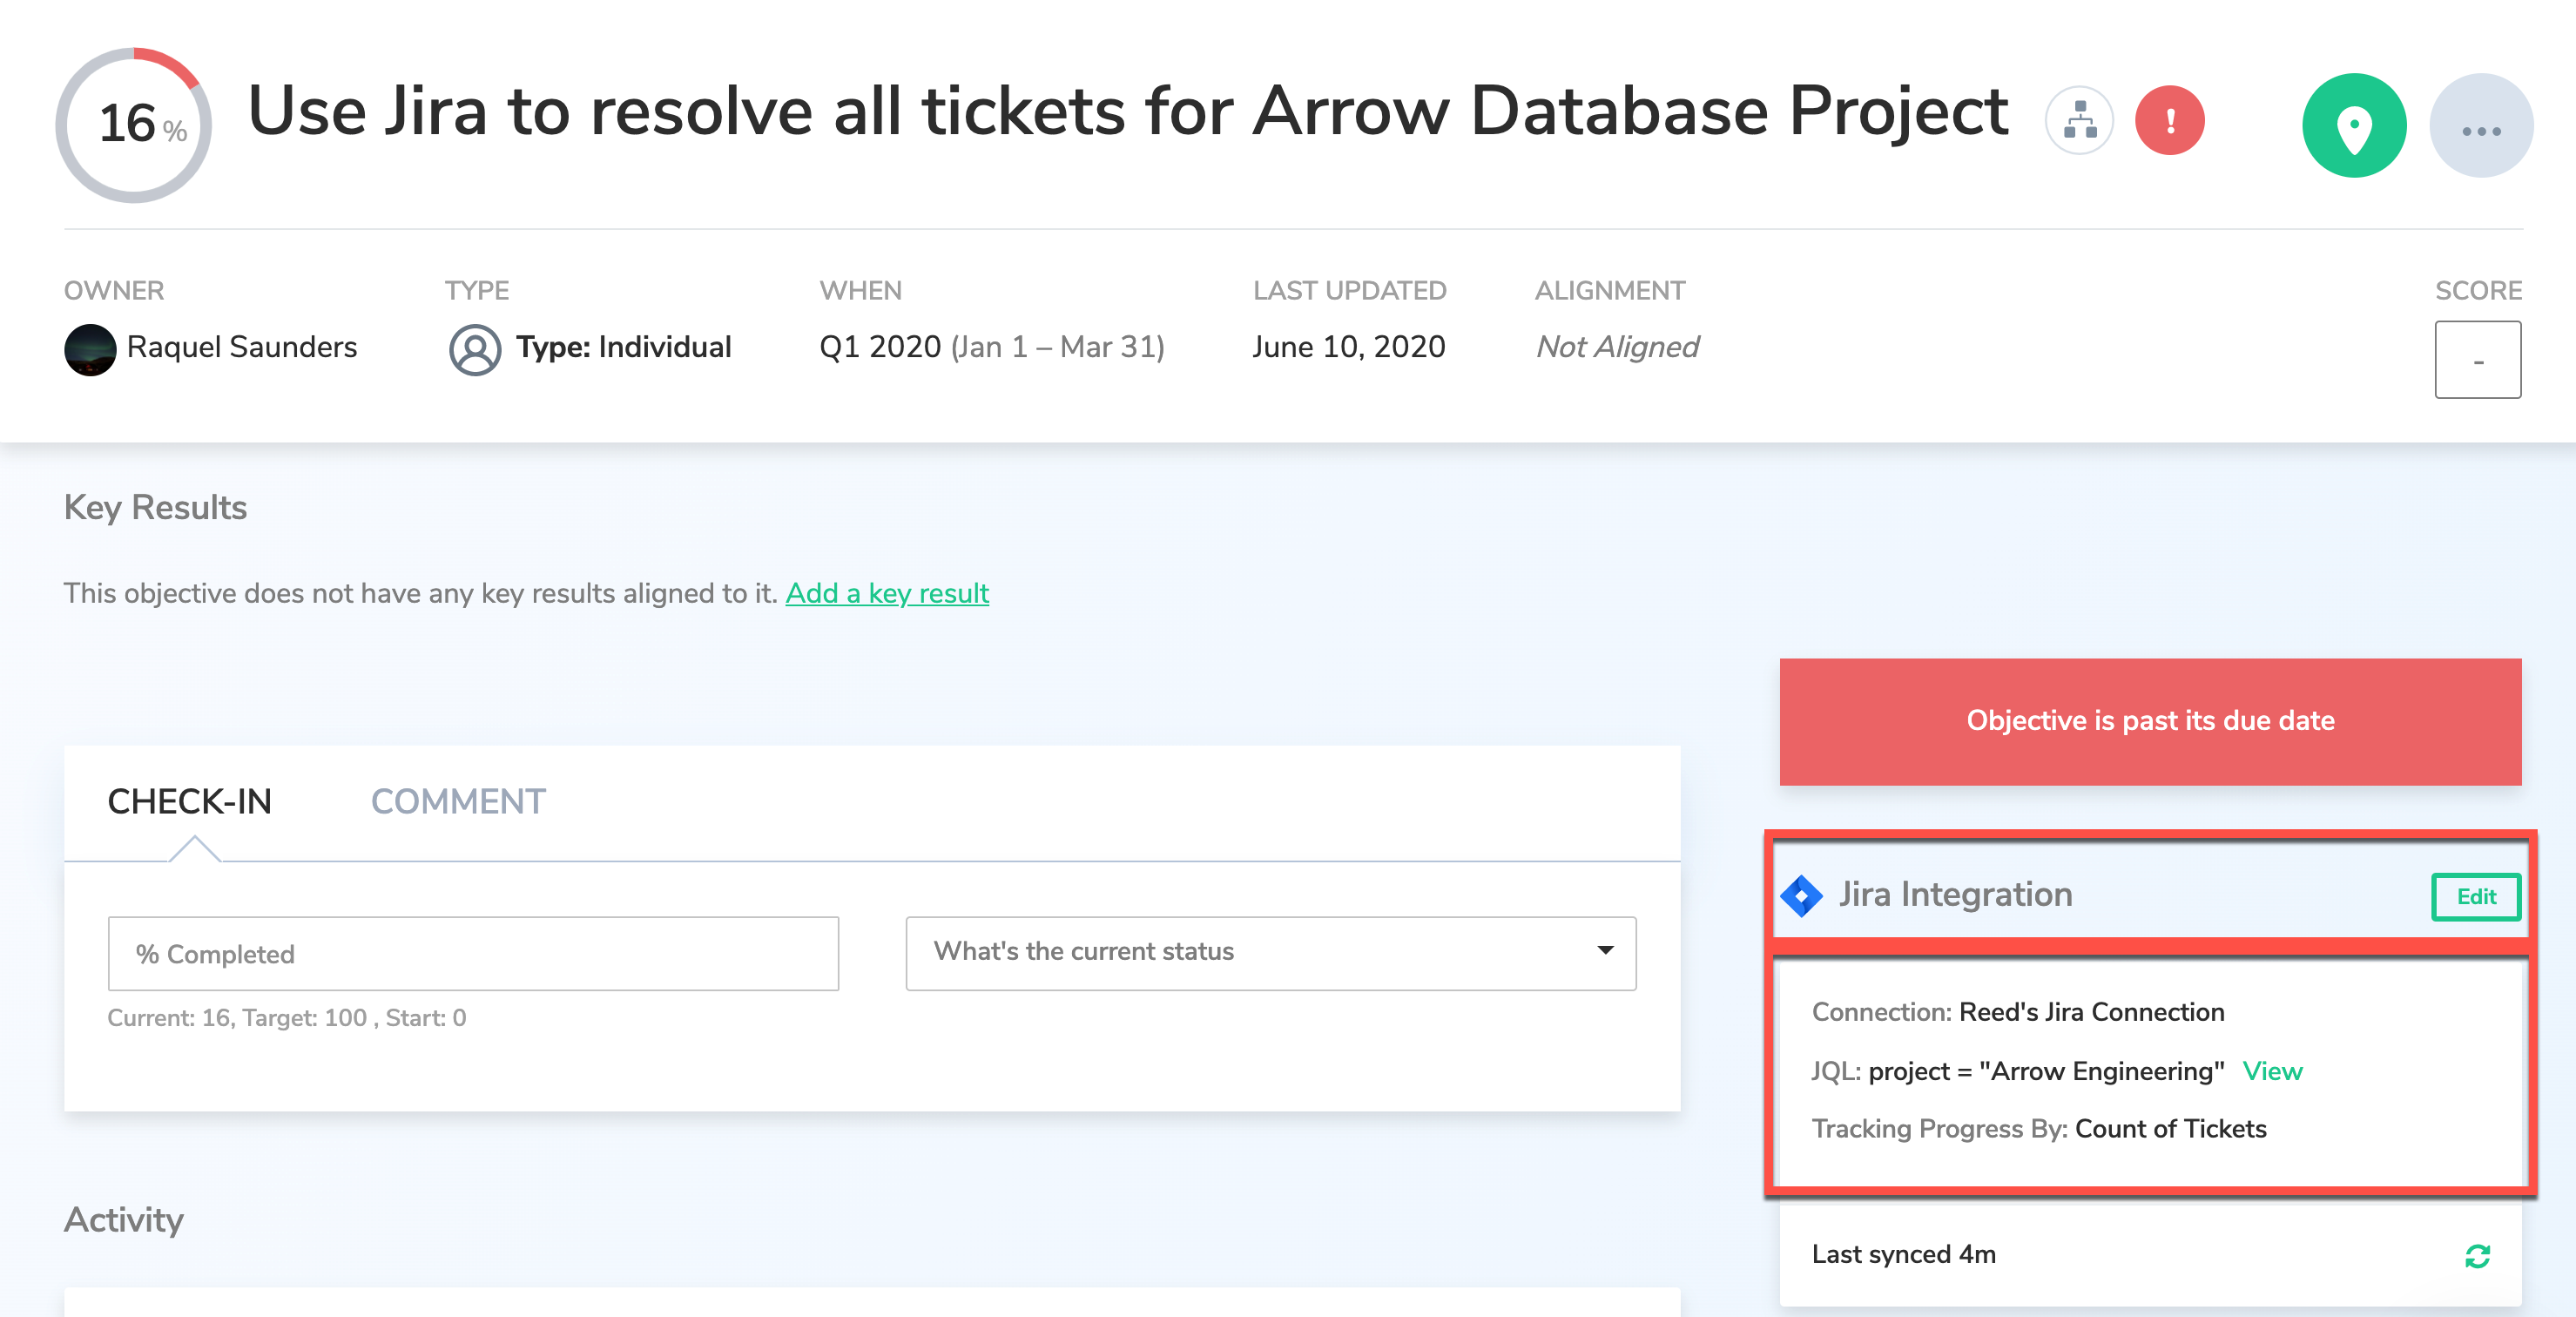 16 %
Use Jira to resolve all tickets for Arrow Database Project
!
OWNER
TYPE
WHEN
LAST UPDATED
ALIGNMENT
SCORE
Raquel Saunders
Type: Individual
Q1 2020 (Jan 1 – Mar 31)
June 10, 2020
Not Aligned
-
Key Results
This objective does not have any key results aligned to it. Add a key result
Objective is past its due date
CHECK-IN
COMMENT
% Completed
What's the current status
Current: 16, Target: 100 , Start: 0
Jira Integration
Edit
Connection: Reed's Jira Connection
JQL: project = "Arrow Engineering" View
Tracking Progress By: Count of Tickets
Last synced 4m
Activity